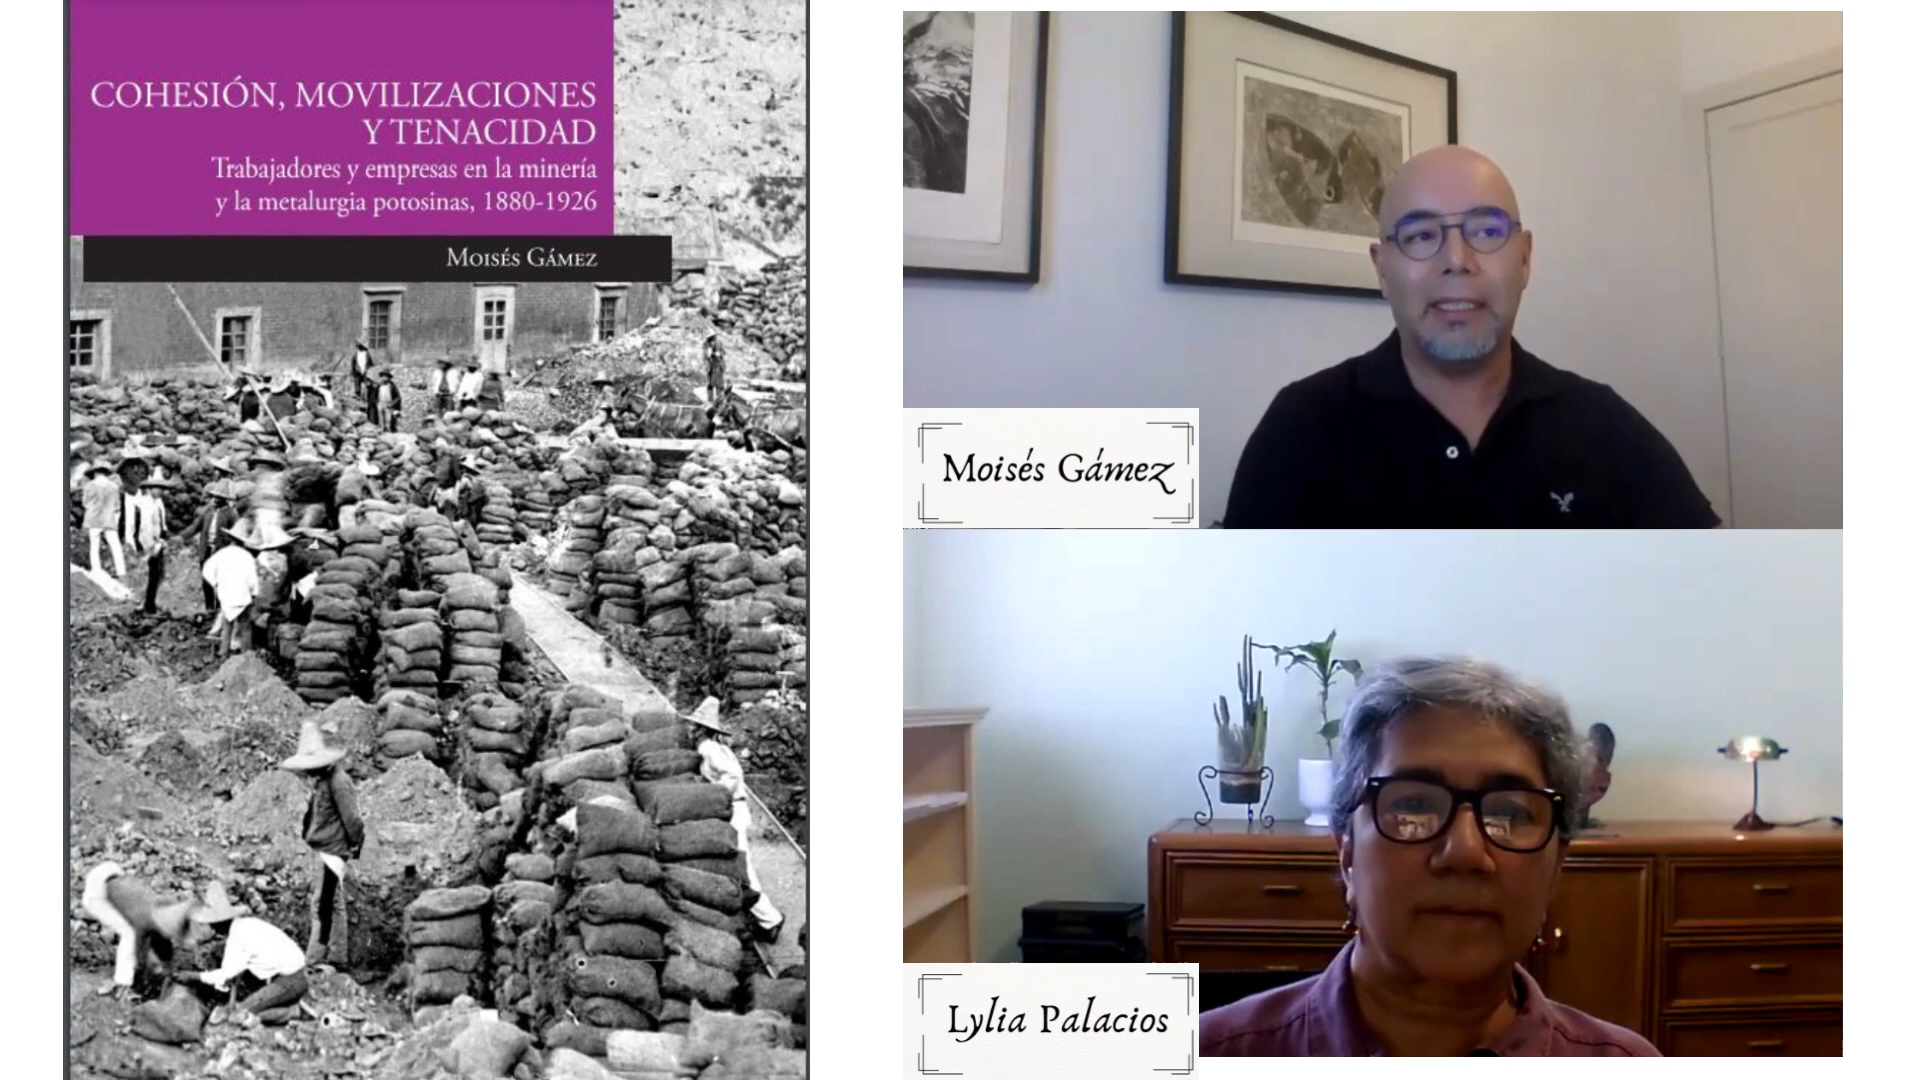 COHESIÓN, MOVILIZACIONES
Y TENACIDAD
Trabajadores y empresas en la minería
y la metalurgia potosinas, 1880-1926
Moisés Gámez
Moisés Gámez
Lylia Palacios